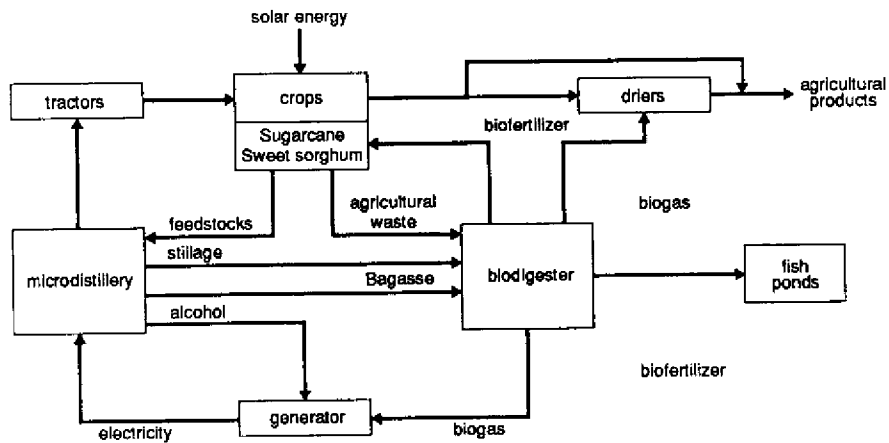 solar energy
tractors
crops
driers
agricultural
products
biofertilizer
Sugarcane
Sweet sorghum
agricultural
waste
biogas
feedstocks
stillage
microdistillery
Bagasse
biodigester
fish
ponds
alcohol
biofertilizer
generator
electricity
biogas